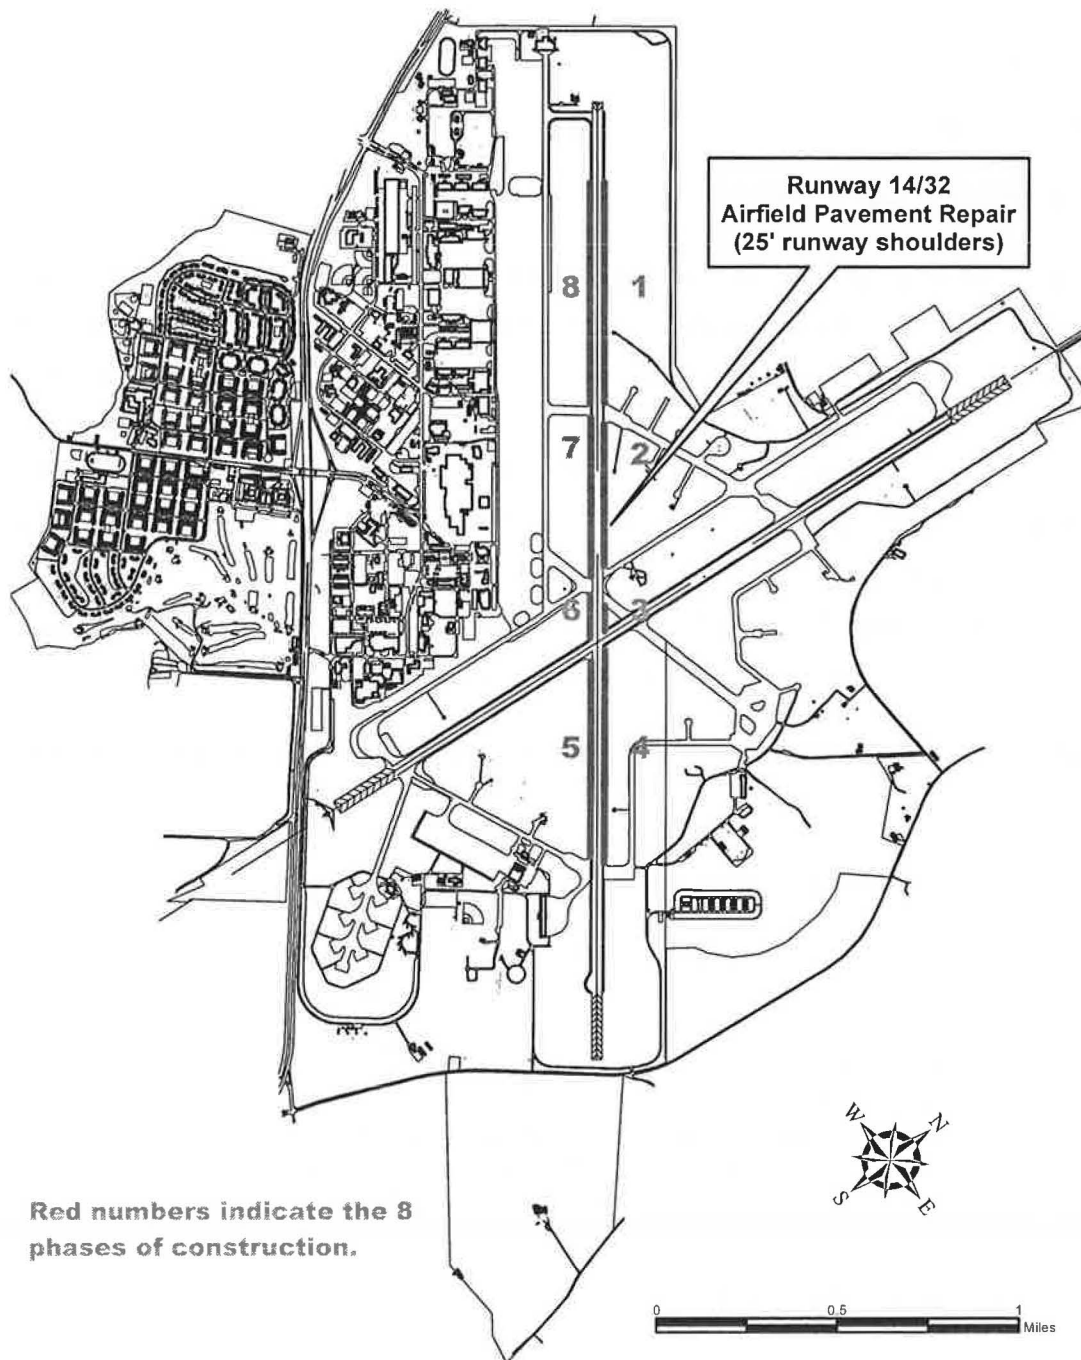 Runway 14/32
Airfield Pavement Repair
(25' runway shoulders)
8
1
7
2
6
3
5
4
W
N
S
E
Red numbers indicate the 8
phases of construction.
0
0.5
1
Miles